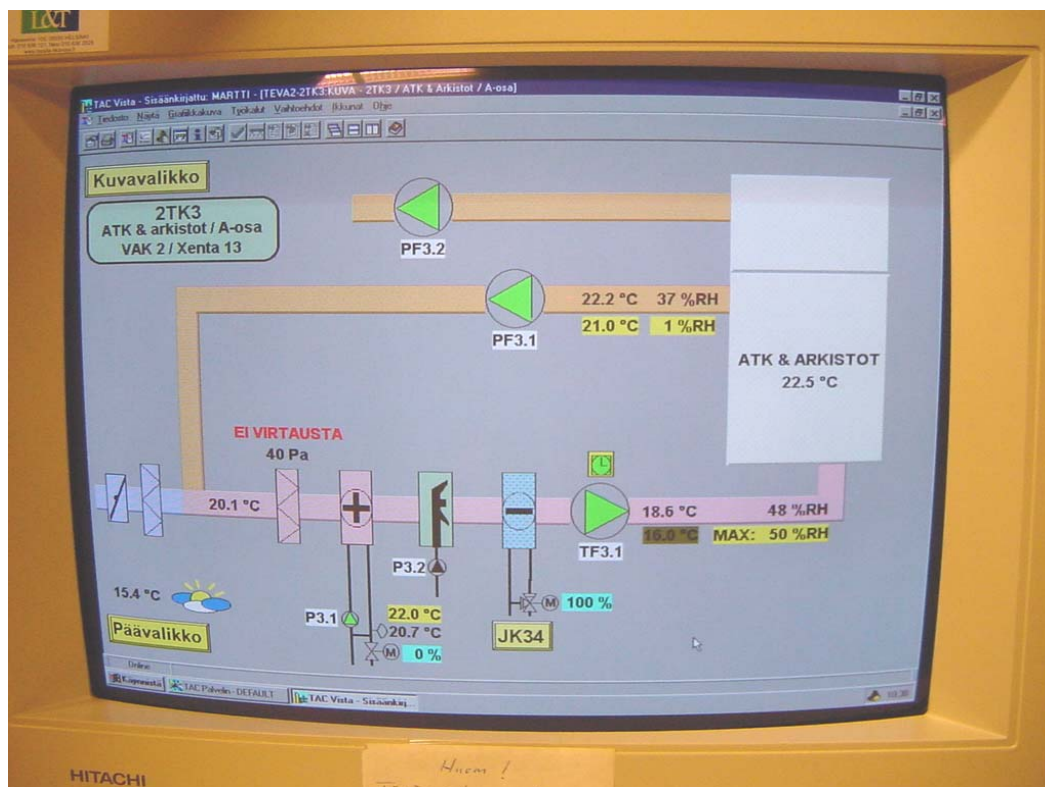 L&T
TAC Vista - Sisäänkirjattu: MARTTI - [TEVA2-2TK3:KUVA - 2TK3 / ATK & Arkistot / A-osa]
Tiedosto Näytä Grafiikkakuva Työkalut Vaihtoehdot Ikkunat Ohje
Kuvavalikko
2TK3
ATK & arkistot / A-osa
VAK 2 / Xenta 13
PF3.2
22.2 °C 37 %RH
21.0 °C 1 %RH
PF3.1
ATK & ARKISTOT
22.5 °C
EI VIRTAUSTA
40 Pa
20.1 °C
18.6 °C 48 %RH
16.0 °C MAX: 50 %RH
TF3.1
P3.2
15.4 °C
M 100 %
P3.1
22.0 °C
20.7 °C
JK34
Päävalikko
M 0 %
Online
Käynnistä TAC Palvelin - DEFAULT TAC Vista - Sisäänkirj...
10:38
HITACHI
Huom !